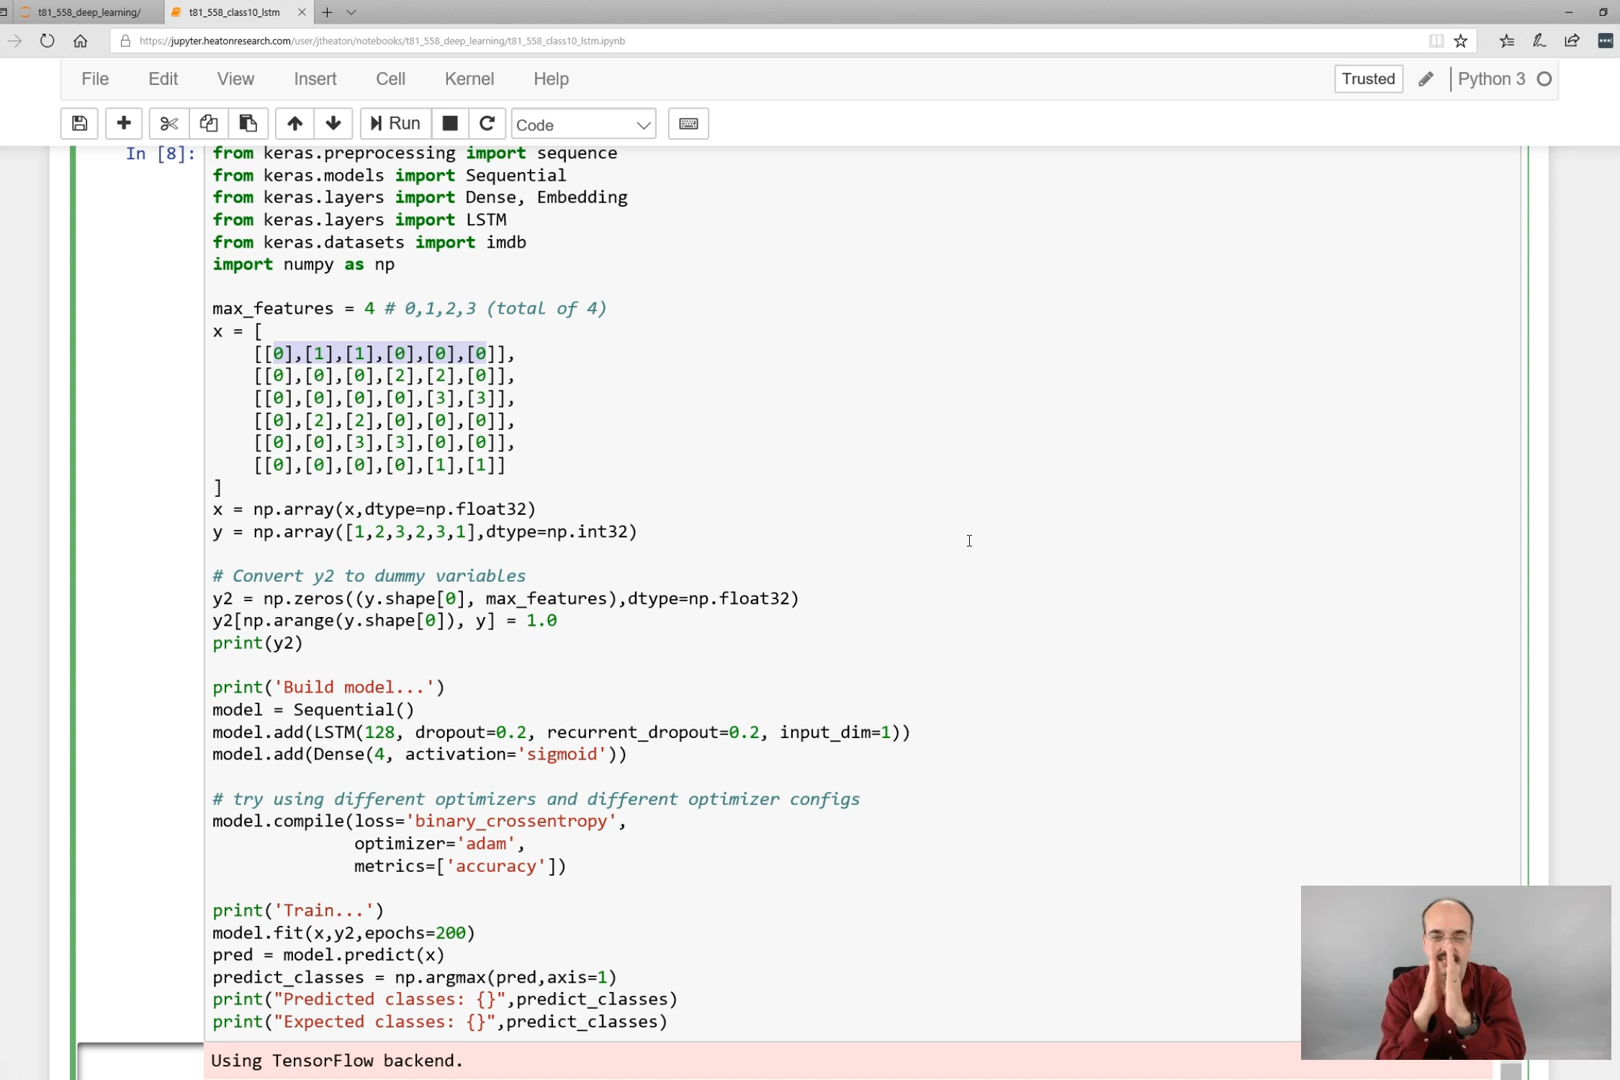 t81_558_deep_learning/
t81_558_class10_lstm
https://jupyter.heatonresearch.com/user/jtheaton/notebooks/t81_558_deep_learning/t81_558_class10_lstm.ipynb
File Edit View Insert Cell Kernel Help
Trusted
Python 3
Run
Code
In [8]:
from keras.preprocessing import sequence
from keras.models import Sequential
from keras.layers import Dense, Embedding
from keras.layers import LSTM
from keras.datasets import imdb
import numpy as np
max_features = 4 # 0,1,2,3 (total of 4)
x = [
[[0],[1],[1],[0],[0],[0]],
[[0],[0],[0],[2],[2],[0]],
[[0],[0],[0],[0],[3],[3]],
[[0],[2],[2],[0],[0],[0]],
[[0],[0],[3],[3],[0],[0]],
[[0],[0],[0],[0],[1],[1]]
]
x = np.array(x,dtype=np.float32)
y = np.array([1,2,3,2,3,1],dtype=np.int32)
# Convert y2 to dummy variables
y2 = np.zeros((y.shape[0], max_features),dtype=np.float32)
y2[np.arange(y.shape[0]), y] = 1.0
print(y2)
print('Build model...')
model = Sequential()
model.add(LSTM(128, dropout=0.2, recurrent_dropout=0.2, input_dim=1))
model.add(Dense(4, activation='sigmoid'))
# try using different optimizers and different optimizer configs
model.compile(loss='binary_crossentropy',
optimizer='adam',
metrics=['accuracy'])
print('Train...')
model.fit(x,y2,epochs=200)
pred = model.predict(x)
predict_classes = np.argmax(pred,axis=1)
print("Predicted classes: {}",predict_classes)
print("Expected classes: {}",predict_classes)
Using TensorFlow backend.